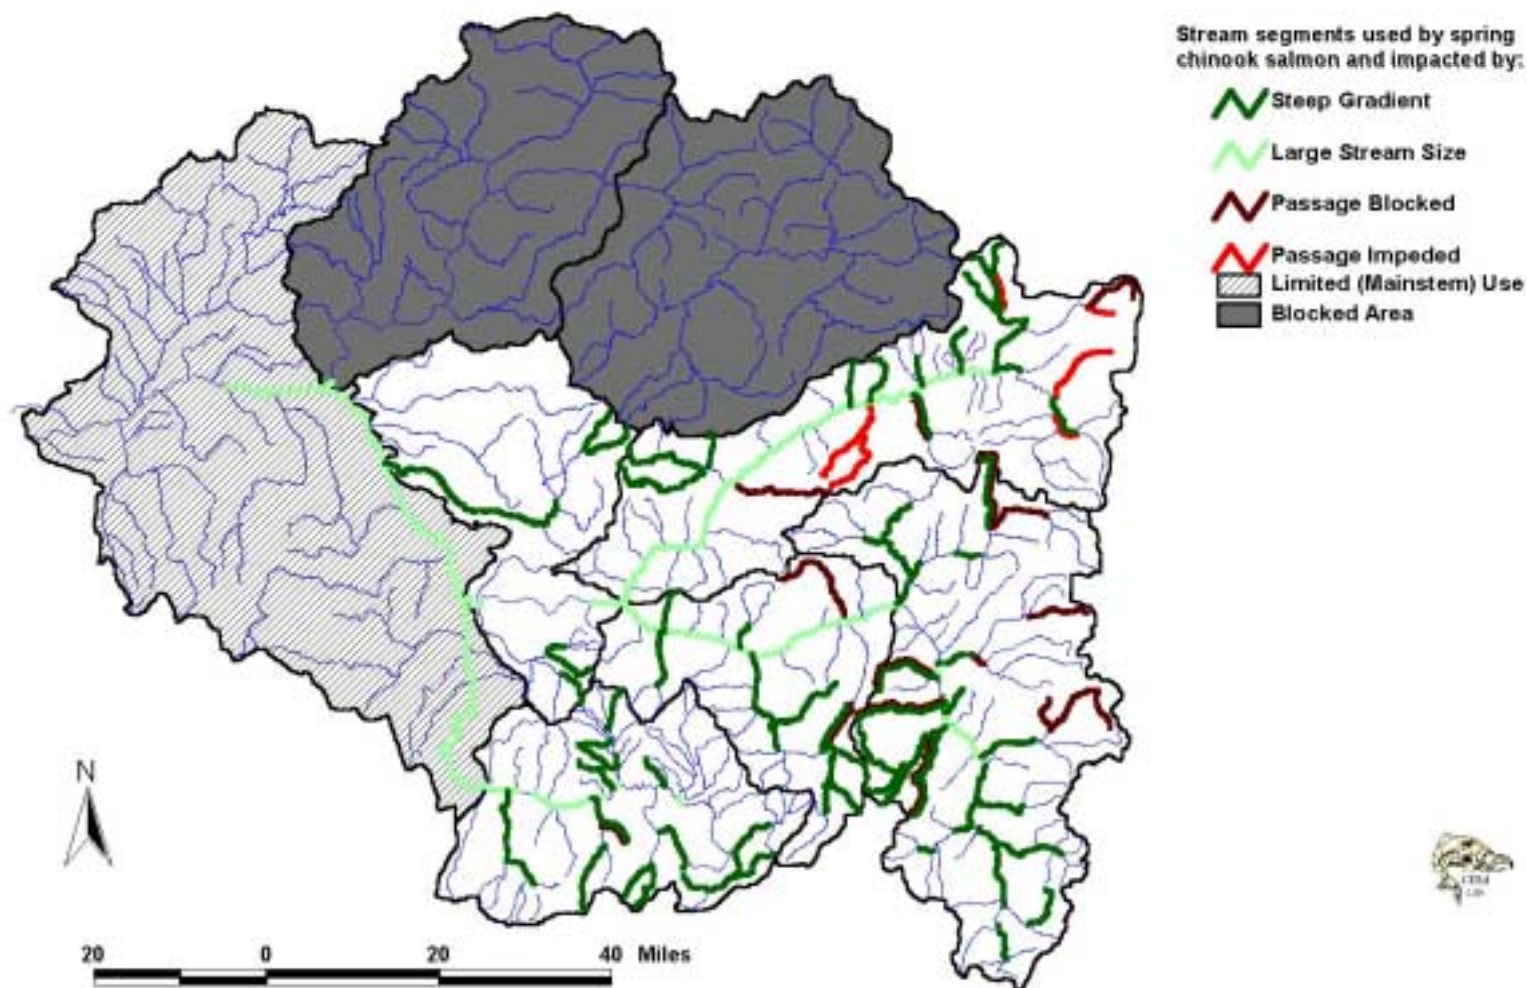 Stream segments used by spring
chinook salmon and impacted by:
Steep Gradient
Large Stream Size
Passage Blocked
Passage Impeded
Limited (Mainstem) Use
Blocked Area
N
20 0 20 40 Miles